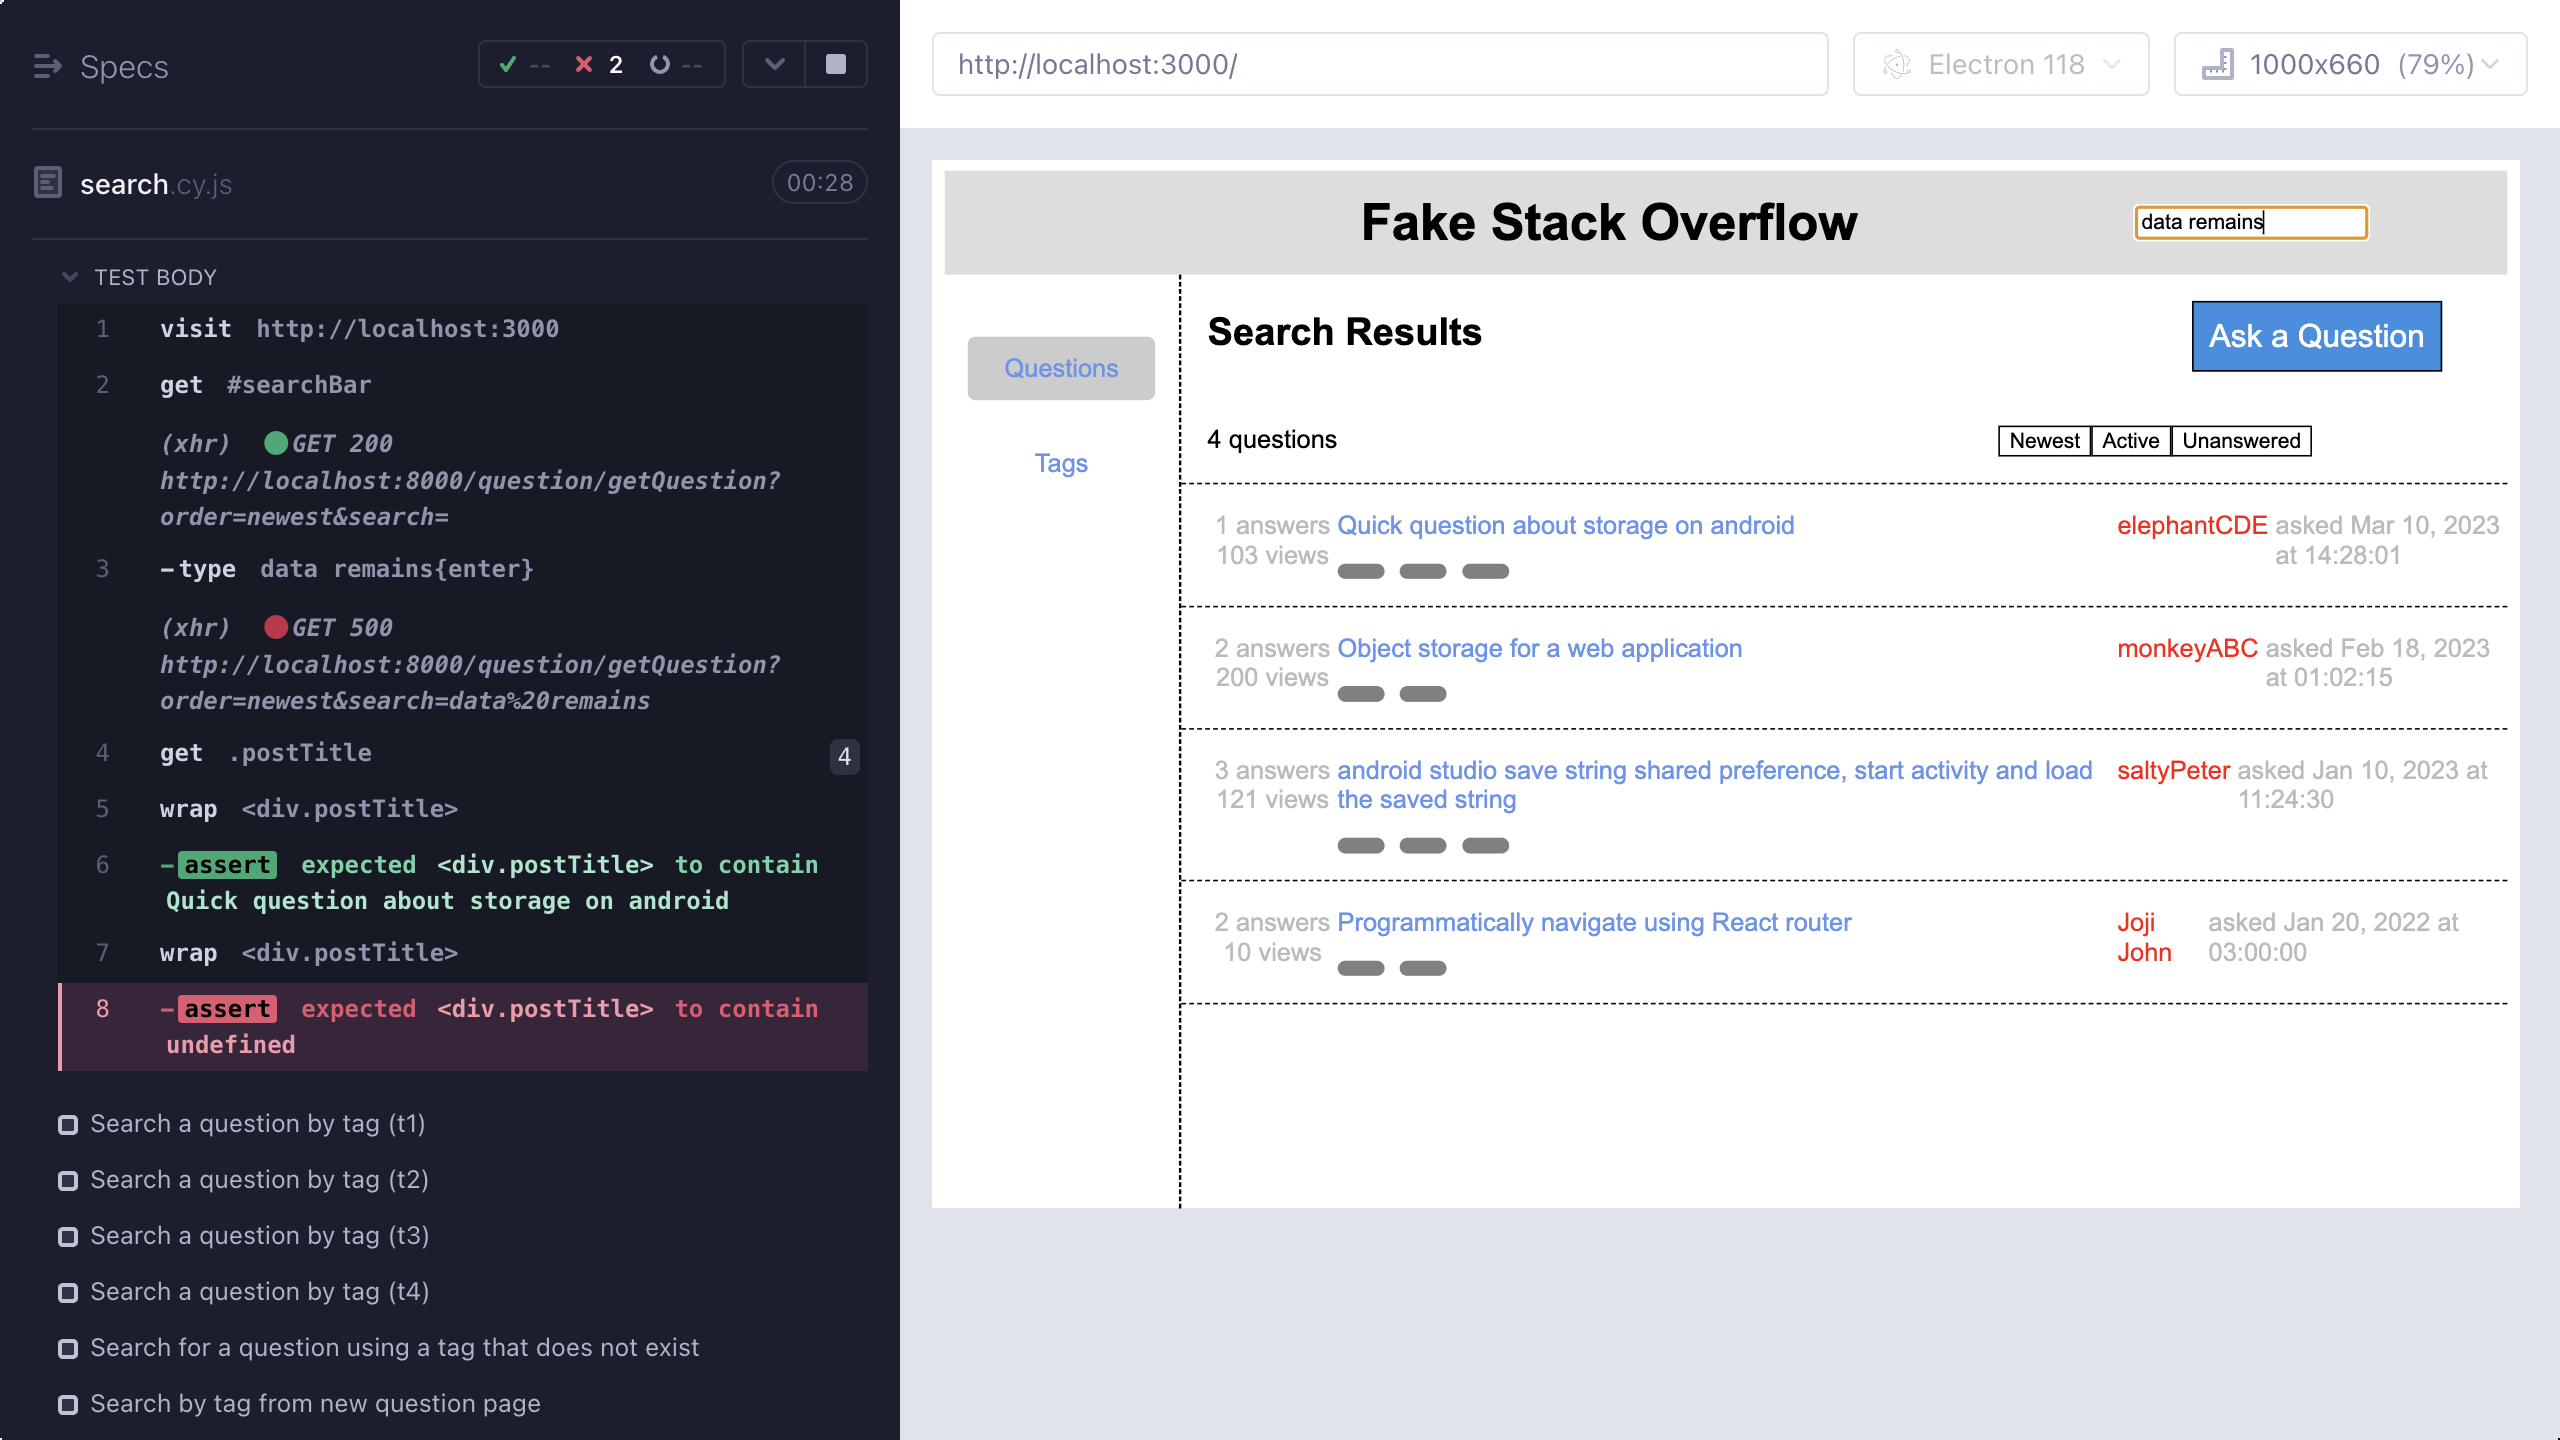 Specs
-- 2 --
search.cy.js
00:28
TEST BODY
1 visit http://localhost:3000
2 get #searchBar
(xhr) GET 200
http://localhost:8000/question/getQuestion?
order=newest&search=
3 -type data remains{enter}
(xhr) GET 500
http://localhost:8000/question/getQuestion?
order=newest&search=data%20remains
4 get .postTitle 4
5 wrap <div.postTitle>
6 -assert expected <div.postTitle> to contain
Quick question about storage on android
7 wrap <div.postTitle>
8 -assert expected <div.postTitle> to contain
undefined
Search a question by tag (t1)
Search a question by tag (t2)
Search a question by tag (t3)
Search a question by tag (t4)
Search for a question using a tag that does not exist
Search by tag from new question page
http://localhost:3000/
Electron 118
1000x660 (79%)
Fake Stack Overflow
data remains
Questions
Tags
Search Results
Ask a Question
4 questions
Newest Active Unanswered
1 answers Quick question about storage on android elephantCDE asked Mar 10, 2023
103 views at 14:28:01
2 answers Object storage for a web application monkeyABC asked Feb 18, 2023
200 views at 01:02:15
3 answers android studio save string shared preference, start activity and load saltyPeter asked Jan 10, 2023 at
121 views the saved string 11:24:30
2 answers Programmatically navigate using React router Joji asked Jan 20, 2022 at
10 views John 03:00:00